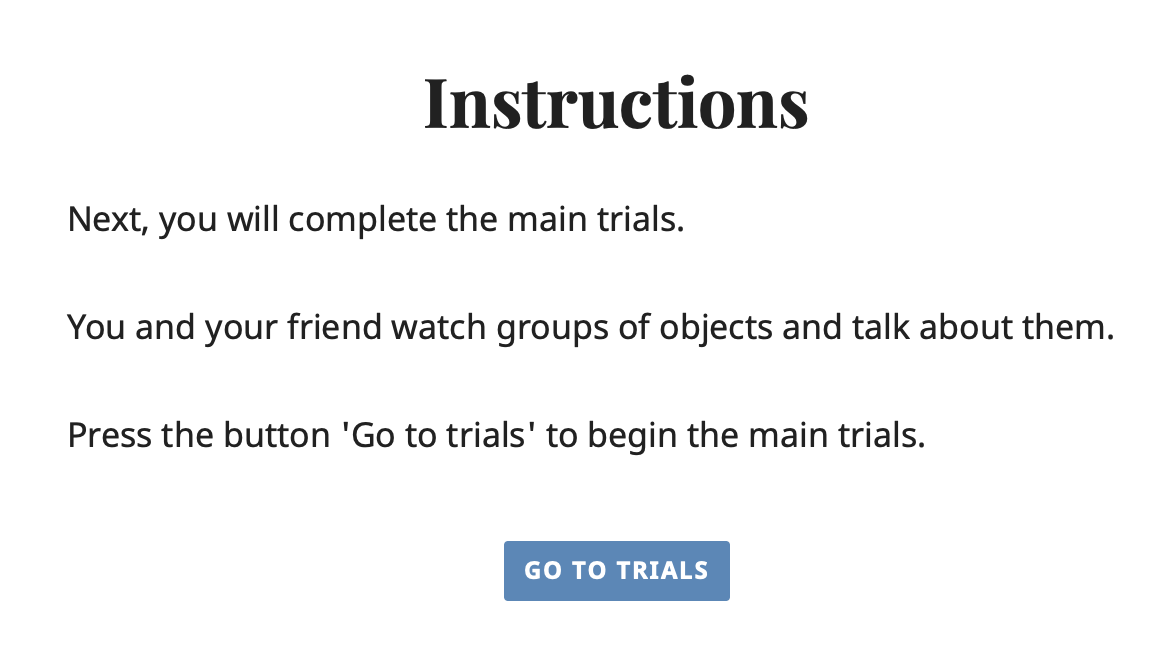 Instructions
Next, you will complete the main trials.
You and your friend watch groups of objects and talk about them.
Press the button 'Go to trials' to begin the main trials.
GO TO TRIALS